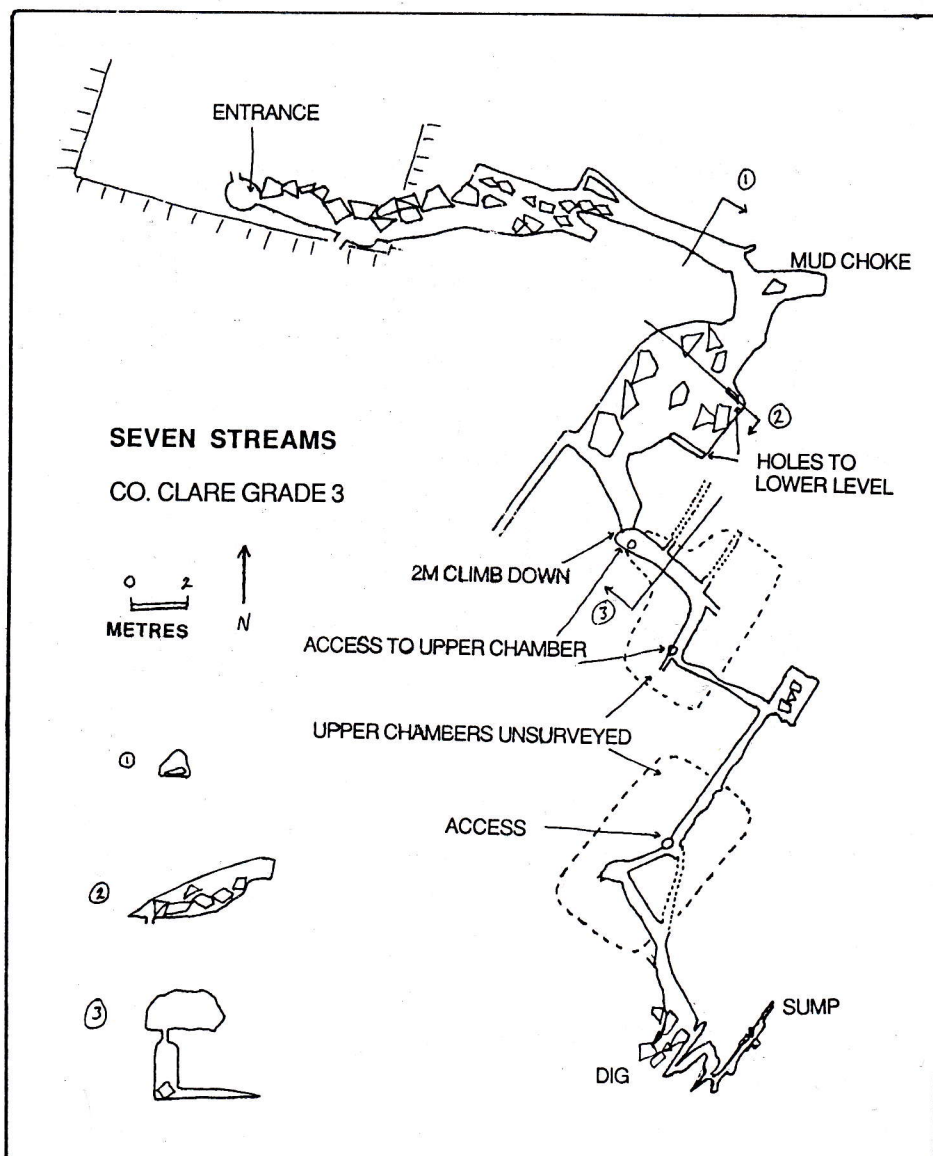 ENTRANCE
①
MUD CHOKE
②
SEVEN STREAMS
HOLES TO
LOWER LEVEL
CO. CLARE GRADE 3
2M CLIMB DOWN
0 2
METRES
N
③
ACCESS TO UPPER CHAMBER
UPPER CHAMBERS UNSURVEYED
①
ACCESS
②
③
SUMP
DIG